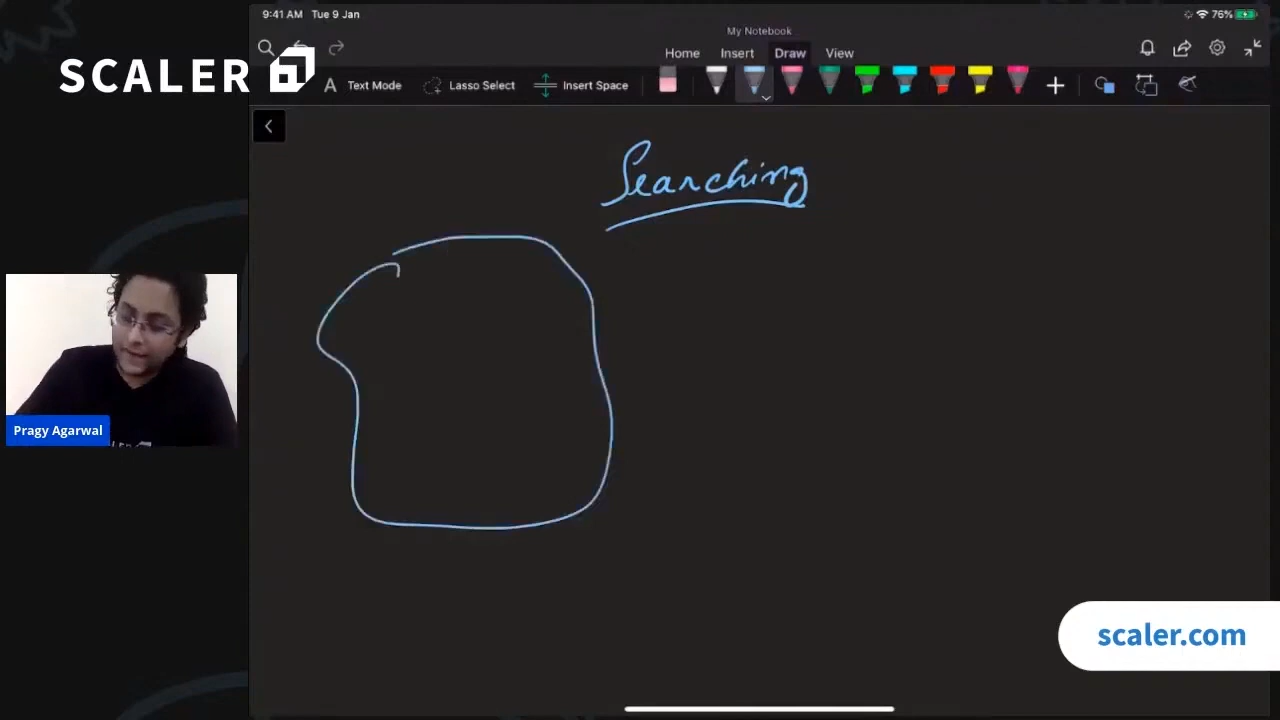 9:41 AM Tue 9 Jan
76%
My Notebook
Home Insert Draw View
SCALER
A Text Mode Lasso Select Insert Space
Searching
Pragy Agarwal
scaler.com